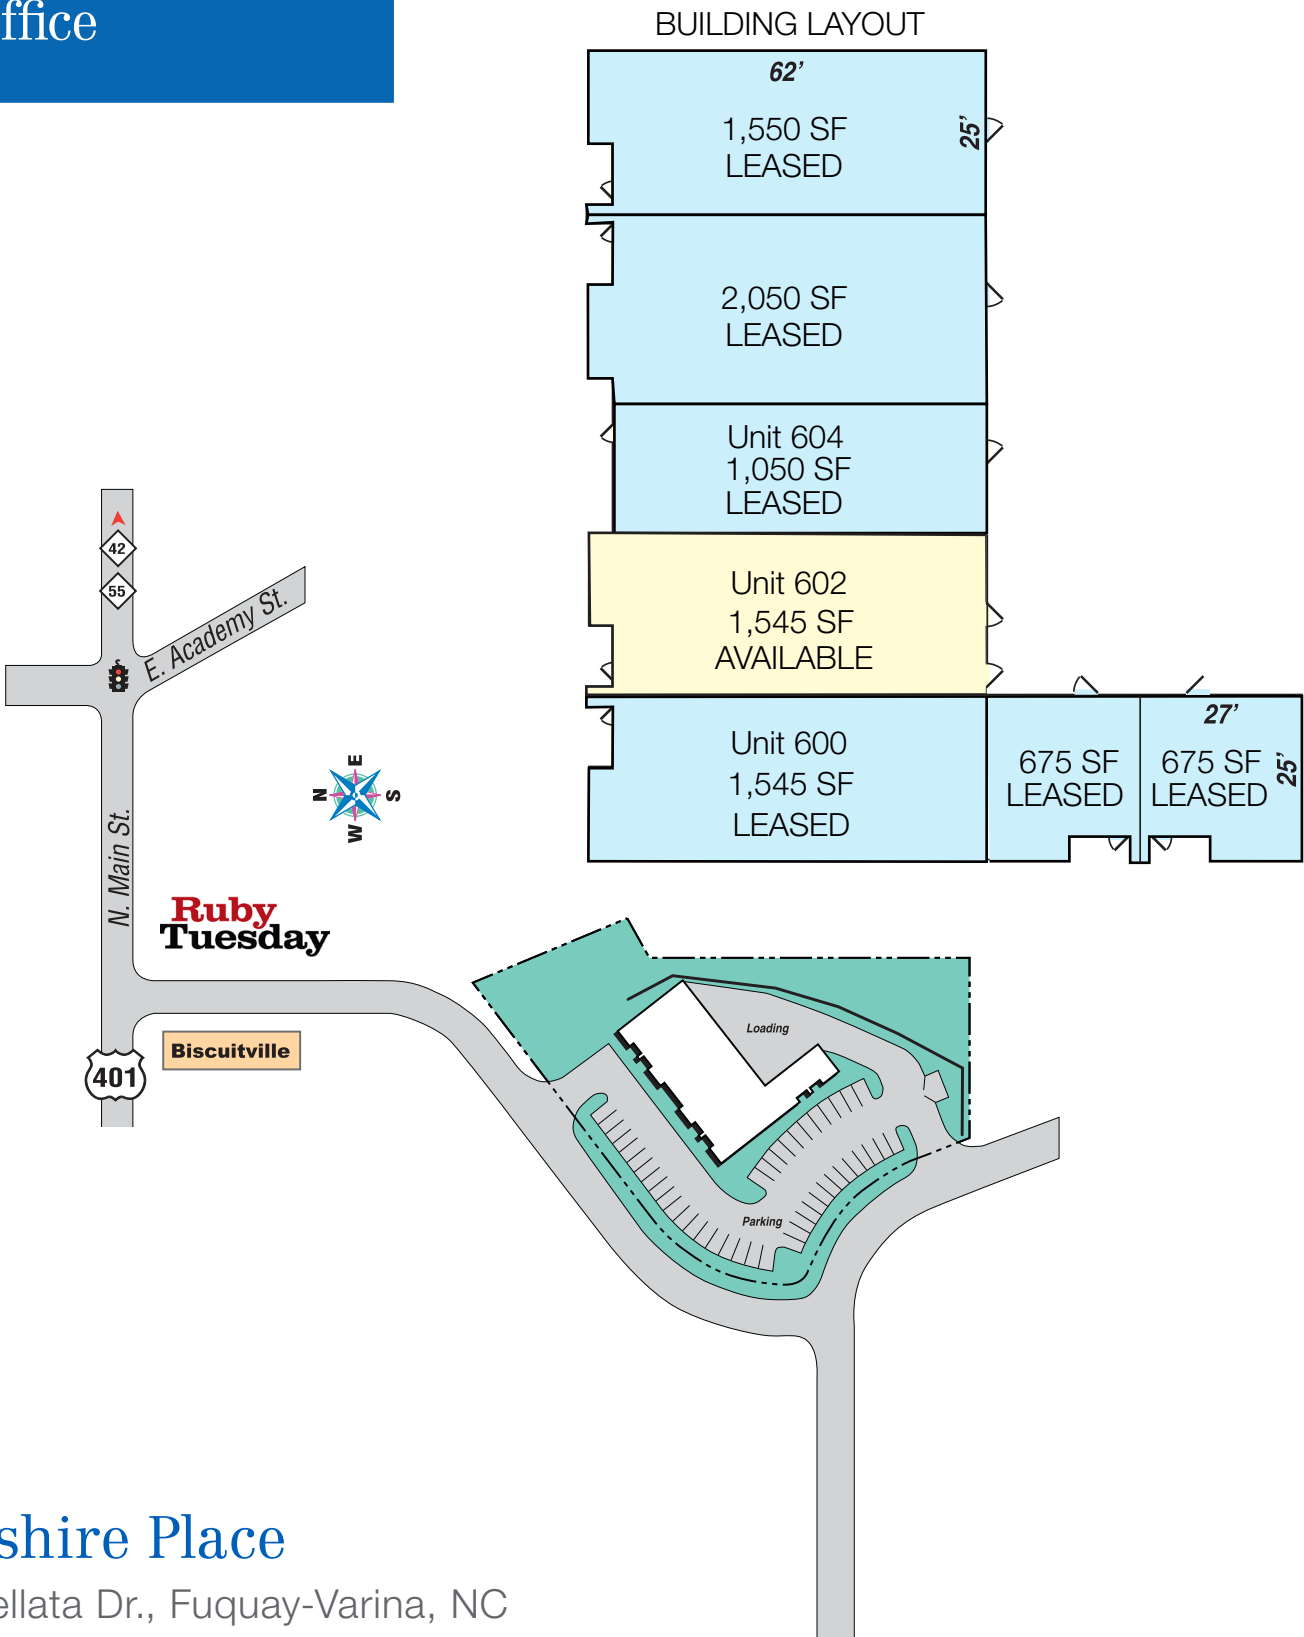 ffice
BUILDING LAYOUT
62’
25’
1,550 SF
LEASED
2,050 SF
LEASED
Unit 604
1,050 SF
LEASED
Unit 602
1,545 SF
AVAILABLE
Unit 600
1,545 SF
LEASED
675 SF
LEASED
27’
675 SF
LEASED
25’
42
55
E. Academy St.
N. Main St.
E
N
S
W
Ruby
Tuesday
Biscuitville
401
Loading
Parking
shire Place
ellata Dr., Fuquay-Varina, NC